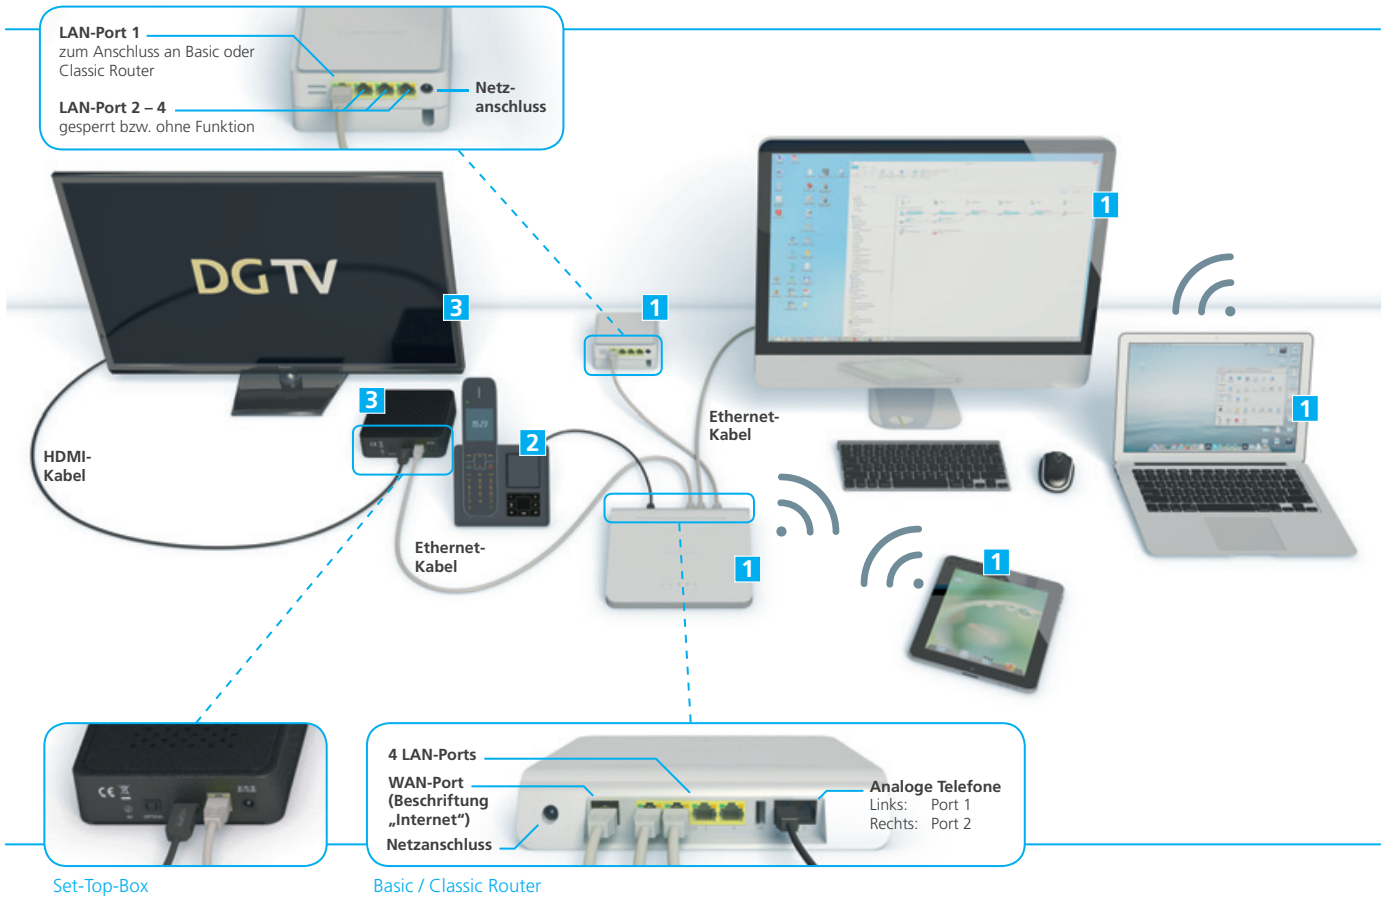 LAN-Port 1
zum Anschluss an Basic oder
Classic Router
LAN-Port 2 – 4
gesperrt bzw. ohne Funktion
Netz-
anschluss
DGTV
3
1
1
3
2
1
HDMI-
Kabel
Ethernet-
Kabel
Ethernet-
Kabel
1
1
4 LAN-Ports
WAN-Port
(Beschriftung
„Internet“)
Netzanschluss
Analoge Telefone
Links: Port 1
Rechts: Port 2
CE
Set-Top-Box
Basic / Classic Router